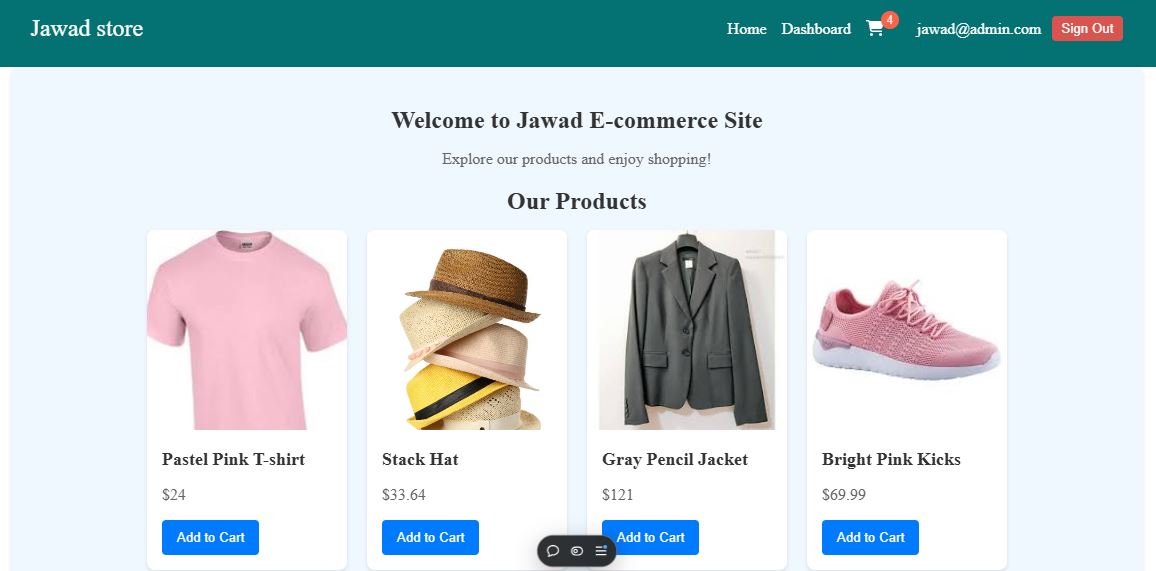 Jawad store
Home Dashboard 4 jawad@admin.com Sign Out
Welcome to Jawad E-commerce Site
Explore our products and enjoy shopping!
Our Products
Pastel Pink T-shirt
$24
Add to Cart
Stack Hat
$33.64
Add to Cart
Gray Pencil Jacket
$121
Add to Cart
Bright Pink Kicks
$69.99
Add to Cart